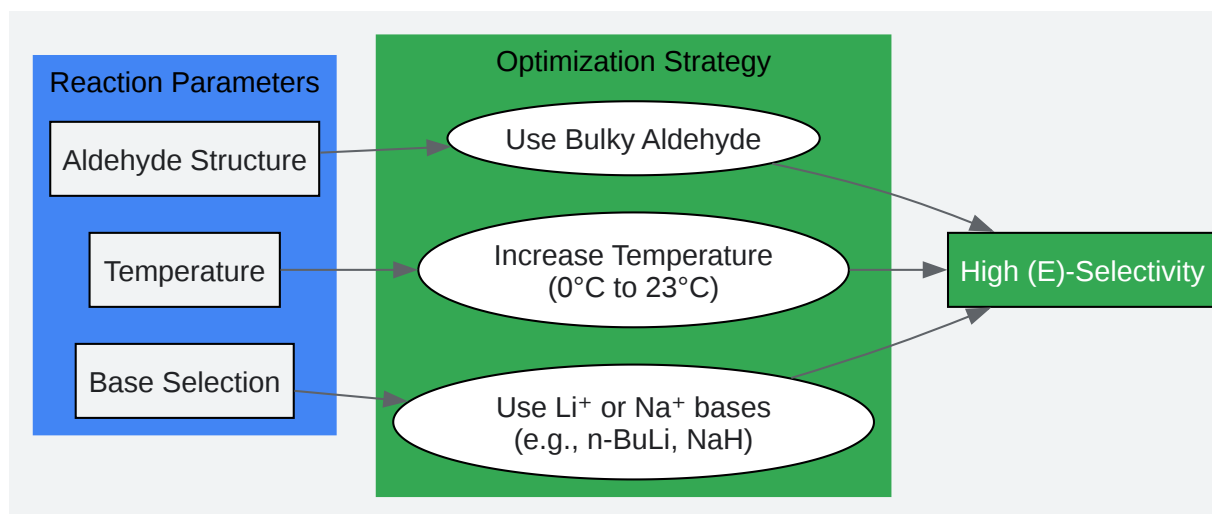 Reaction Parameters
Optimization Strategy
Aldehyde Structure
Use Bulky Aldehyde
Temperature
Increase Temperature
(0°C to 23°C)
High (E)-Selectivity
Base Selection
Use Li⁺ or Na⁺ bases
(e.g., n-BuLi, NaH)